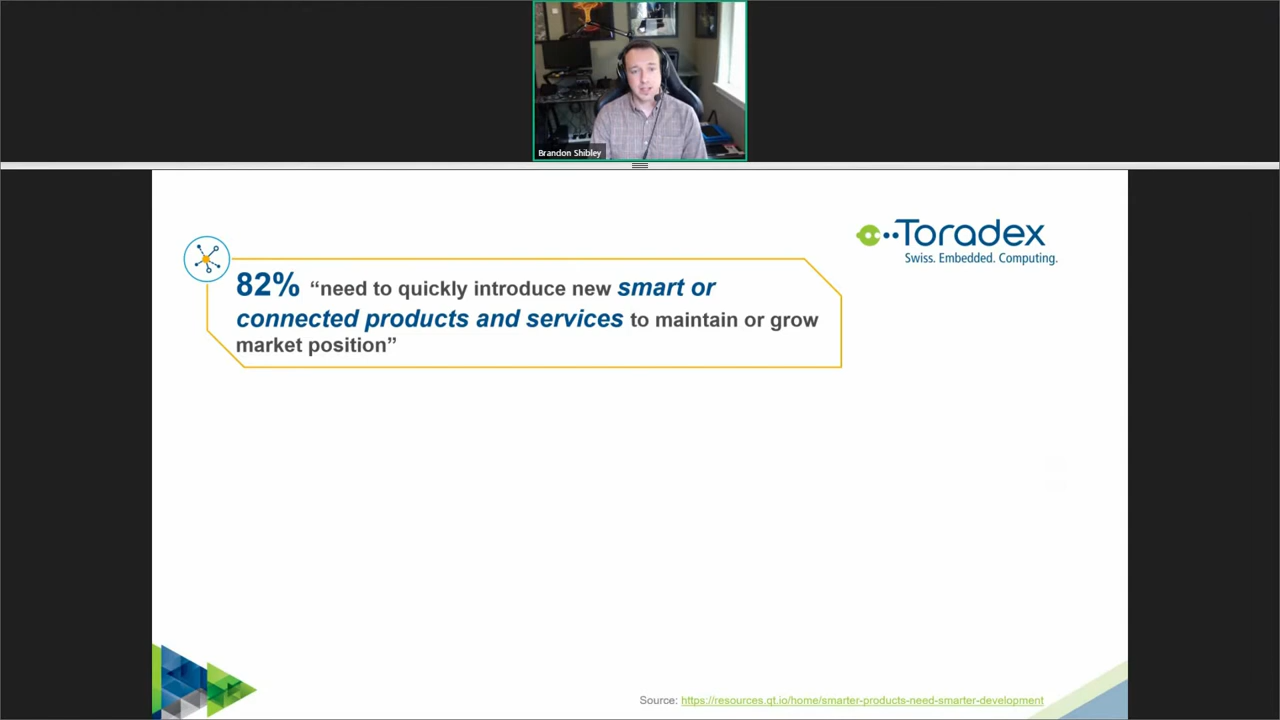 Brandon Shibley
Toradex
Swiss. Embedded. Computing.
82% “need to quickly introduce new smart or
connected products and services to maintain or grow
market position”
Source: https://resources.qt.io/home/smarter-products-need-smarter-development